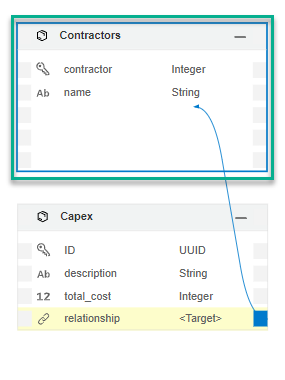 Contractors
contractor Integer
Ab name String
Capex
ID UUID
Ab description String
12 total_cost Integer
relationship <Target>